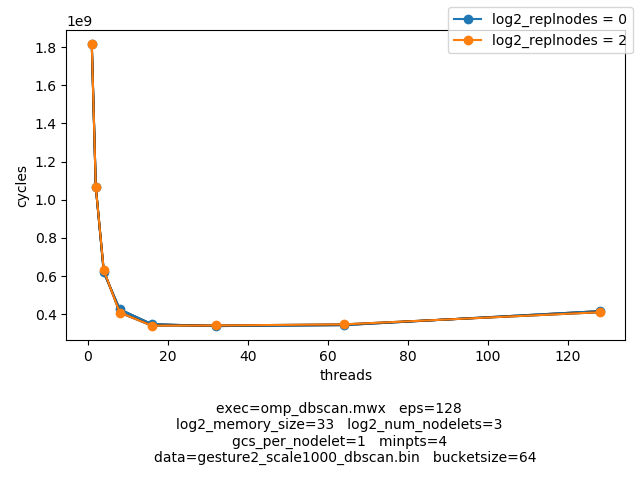 1e9
log2_replnodes = 0
log2_replnodes = 2
1.8
1.6
1.4
1.2
1.0
0.8
0.6
0.4
cycles
0 20 40 60 80 100 120
threads
exec=omp_dbscan.mwx   eps=128
log2_memory_size=33   log2_num_nodelets=3
gcs_per_nodelet=1   minpts=4
data=gesture2_scale1000_dbscan.bin   bucketsize=64